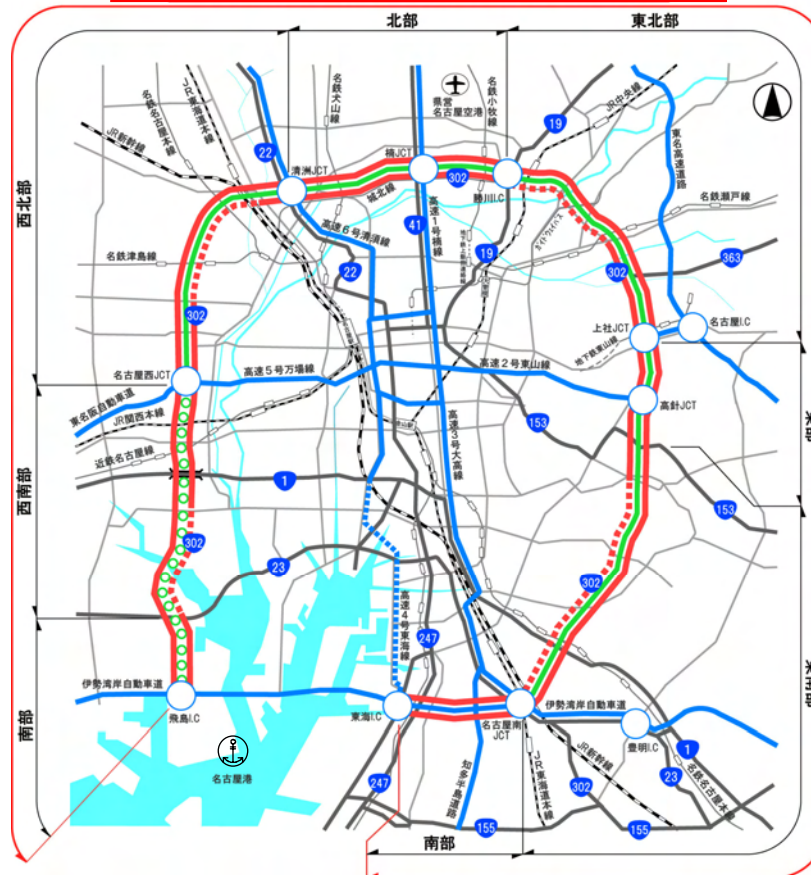 北部
東北部
西北部
西南部
南部
南部
名鉄名古屋本線
JR東海道本線
名鉄犬山線
県営
名古屋空港
名鉄小牧線
19
JR中央線
東名高速道路
JR新幹線
22
清洲JCT
楠JCT
302
勝川I.C
城北線
41
高速1号楠線
高速6号清須線
22
19
名鉄瀬戸線
363
302
名鉄津島線
302
上社JCT
名古屋I.C
地下鉄東山線
名古屋西JCT
高速5号万場線
高速2号東山線
高針JCT
東名阪自動車道
JR関西本線
高速3号大高線
153
近鉄名古屋線
1
153
302
23
302
高速4号東海線
247
伊勢湾岸自動車道
飛島I.C
東海I.C
名古屋南
JCT
伊勢湾岸自動車道
豊明I.C
名古屋港
知多半島道路
JR東海道本線
JR新幹線
名鉄名古屋本線
1
23
302
247
155
155